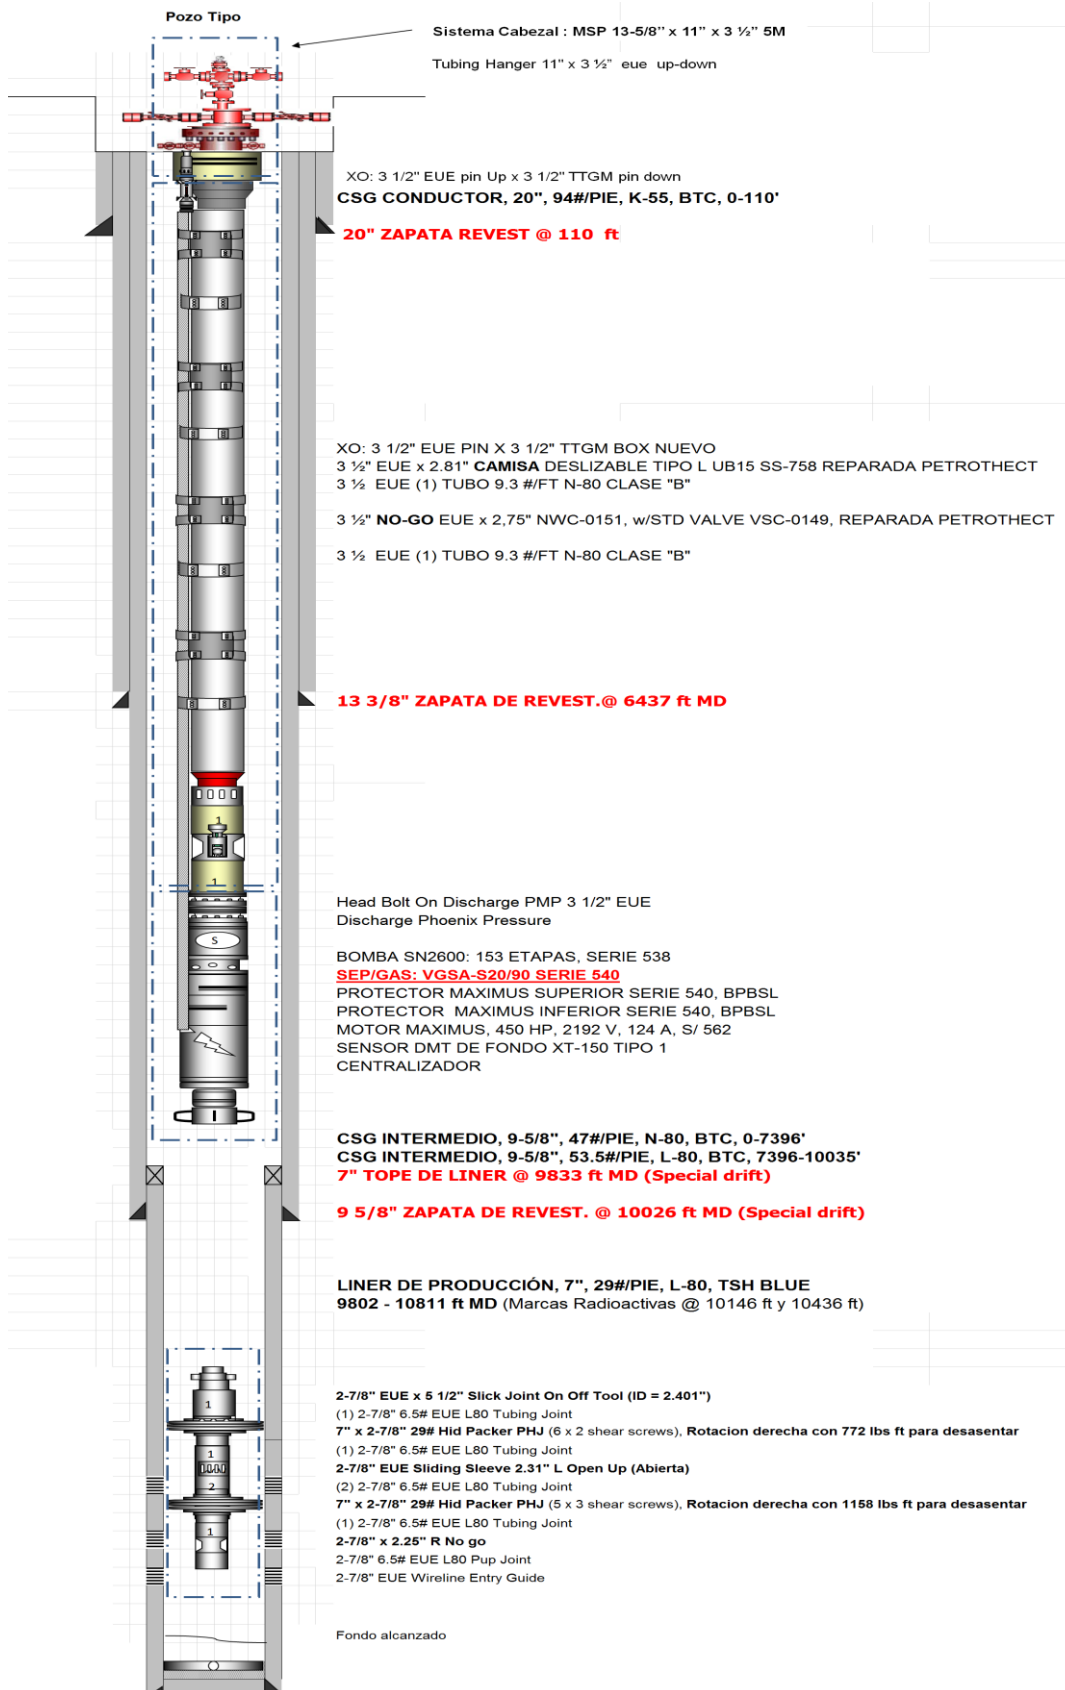 Pozo Tipo
Sistema Cabezal : MSP 13-5/8" x 11" x 3 ½" 5M
Tubing Hanger 11" x 3 ½" eue up-down
XO: 3 1/2" EUE pin Up x 3 1/2" TTGM pin down
CSG CONDUCTOR, 20", 94#/PIE, K-55, BTC, 0-110'
20" ZAPATA REVEST @ 110 ft
XO: 3 1/2" EUE PIN X 3 1/2" TTGM BOX NUEVO
3 ½" EUE x 2.81" CAMISA DESLIZABLE TIPO L UB15 SS-758 REPARADA PETROTHECT
3 ½ EUE (1) TUBO 9.3 #/FT N-80 CLASE "B"
3 ½" NO-GO EUE x 2,75" NWC-0151, w/STD VALVE VSC-0149, REPARADA PETROTHECT
3 ½ EUE (1) TUBO 9.3 #/FT N-80 CLASE "B"
13 3/8" ZAPATA DE REVEST.@ 6437 ft MD
1
1
Head Bolt On Discharge PMP 3 1/2" EUE
Discharge Phoenix Pressure
S
BOMBA SN2600: 153 ETAPAS, SERIE 538
SEP/GAS: VGSA-S20/90 SERIE 540
PROTECTOR MAXIMUS SUPERIOR SERIE 540, BPBSL
PROTECTOR MAXIMUS INFERIOR SERIE 540, BPBSL
MOTOR MAXIMUS, 450 HP, 2192 V, 124 A, S/ 562
SENSOR DMT DE FONDO XT-150 TIPO 1
CENTRALIZADOR
CSG INTERMEDIO, 9-5/8", 47#/PIE, N-80, BTC, 0-7396'
CSG INTERMEDIO, 9-5/8", 53.5#/PIE, L-80, BTC, 7396-10035'
7" TOPE DE LINER @ 9833 ft MD (Special drift)
9 5/8" ZAPATA DE REVEST. @ 10026 ft MD (Special drift)
LINER DE PRODUCCIÓN, 7", 29#/PIE, L-80, TSH BLUE
9802 - 10811 ft MD (Marcas Radioactivas @ 10146 ft y 10436 ft)
2-7/8" EUE x 5 1/2" Slick Joint On Off Tool (ID = 2.401")
1
(1) 2-7/8" 6.5# EUE L80 Tubing Joint
7" x 2-7/8" 29# Hid Packer PHJ (6 x 2 shear screws), Rotacion derecha con 772 lbs ft para desasentar
1
(1) 2-7/8" 6.5# EUE L80 Tubing Joint
2-7/8" EUE Sliding Sleeve 2.31" L Open Up (Abierta)
2
(2) 2-7/8" 6.5# EUE L80 Tubing Joint
7" x 2-7/8" 29# Hid Packer PHJ (5 x 3 shear screws), Rotacion derecha con 1158 lbs ft para desasentar
1
(1) 2-7/8" 6.5# EUE L80 Tubing Joint
2-7/8" x 2.25" R No go
2-7/8" 6.5# EUE L80 Pup Joint
2-7/8" EUE Wireline Entry Guide
Fondo alcanzado